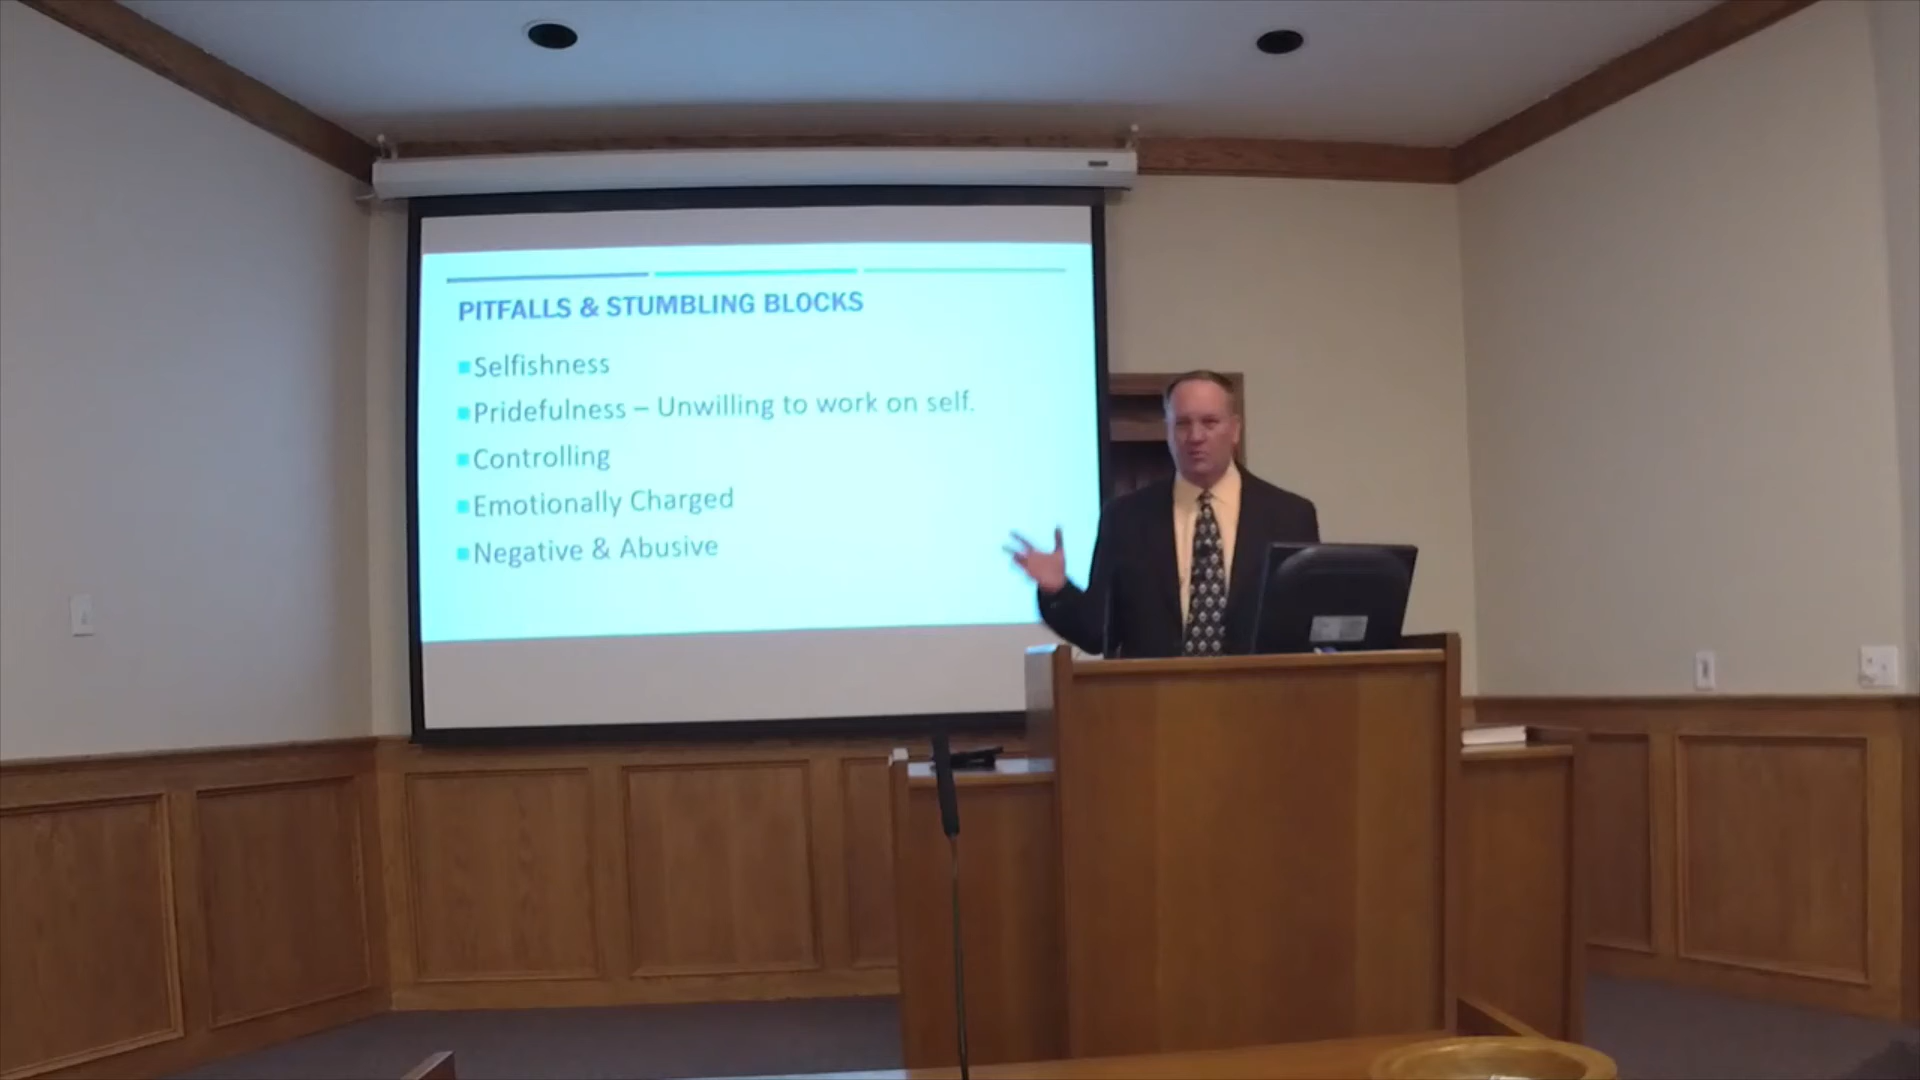 PITFALLS & STUMBLING BLOCKS
Selfishness
Pridefulness – Unwilling to work on self.
Controlling
Emotionally Charged
Negative & Abusive